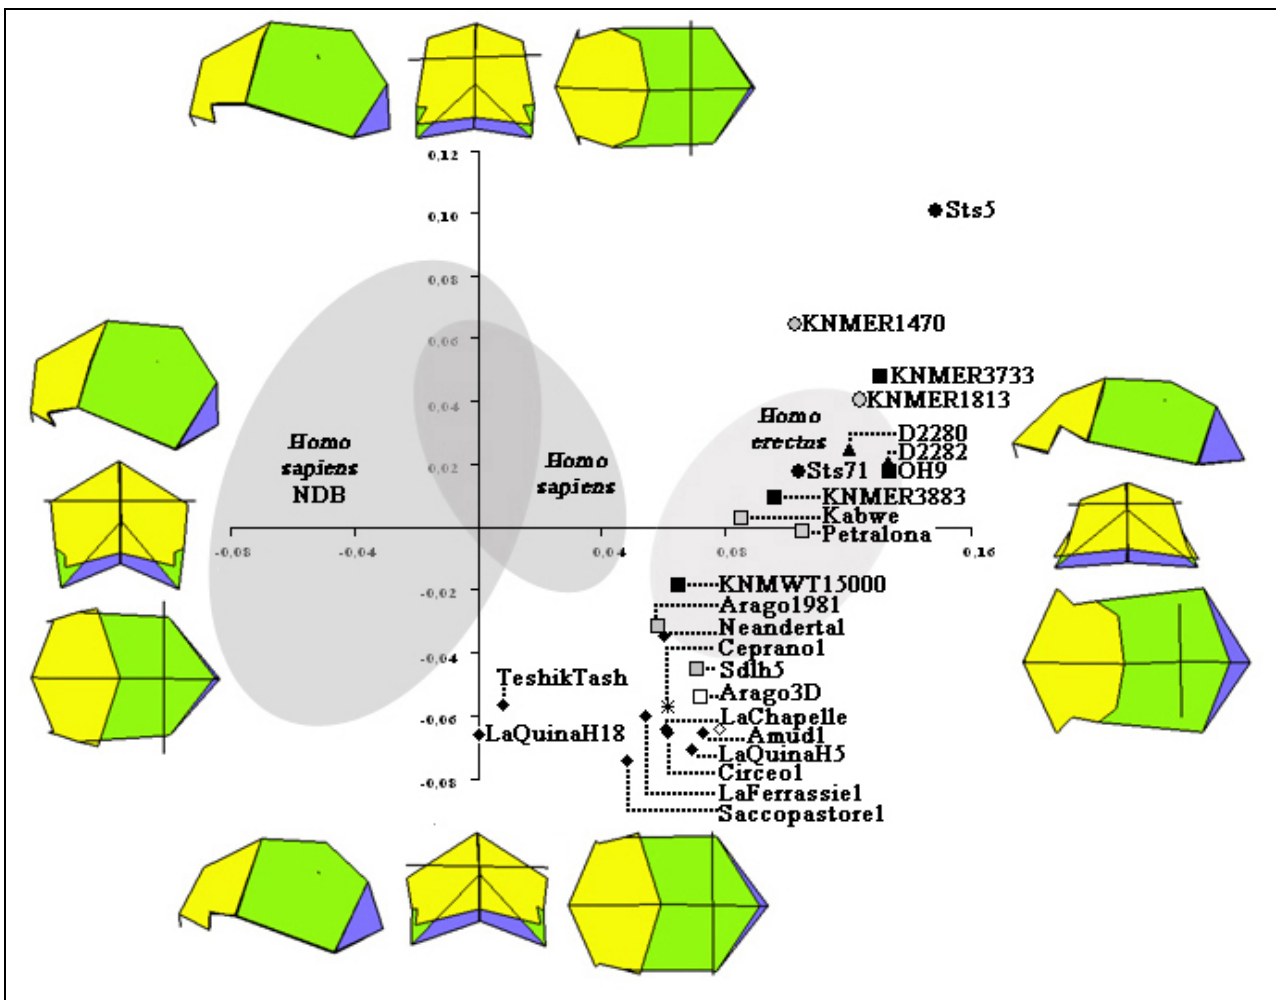 0,12
0,10
Sts5
0,08
KNMER1470
0,06
KNMER3733
0,04
KNMER1813
Homo
erectus
D2280
Homo
sapiens
NDB
Homo
sapiens
D2282
0,02
Sts71
OH9
KNMER3883
Kabwe
Petralona
-0,08
-0,04
0,04
0,08
0,16
KNMWT15000
-0,02
Arago1981
Neandertal
Ceprano1
-0,04
Sdlh5
TeshikTash
Arago3D
-0,06
LaChapelle
LaQuinaH18
Amud1
LaQuinaH5
Circeo1
-0,08
LaFerrassie1
Saccopastore1